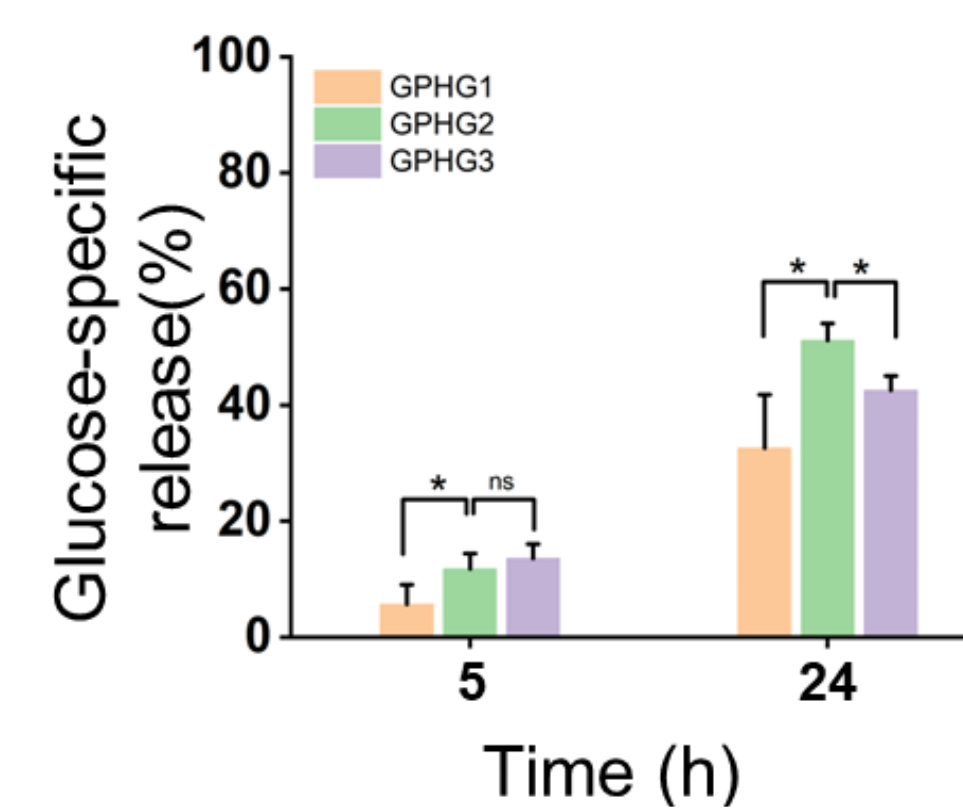 Glucose-specific
release(%)
100
80
60
40
20
0
GPHG1
GPHG2
GPHG3
* ns
* *
5 24
Time (h)